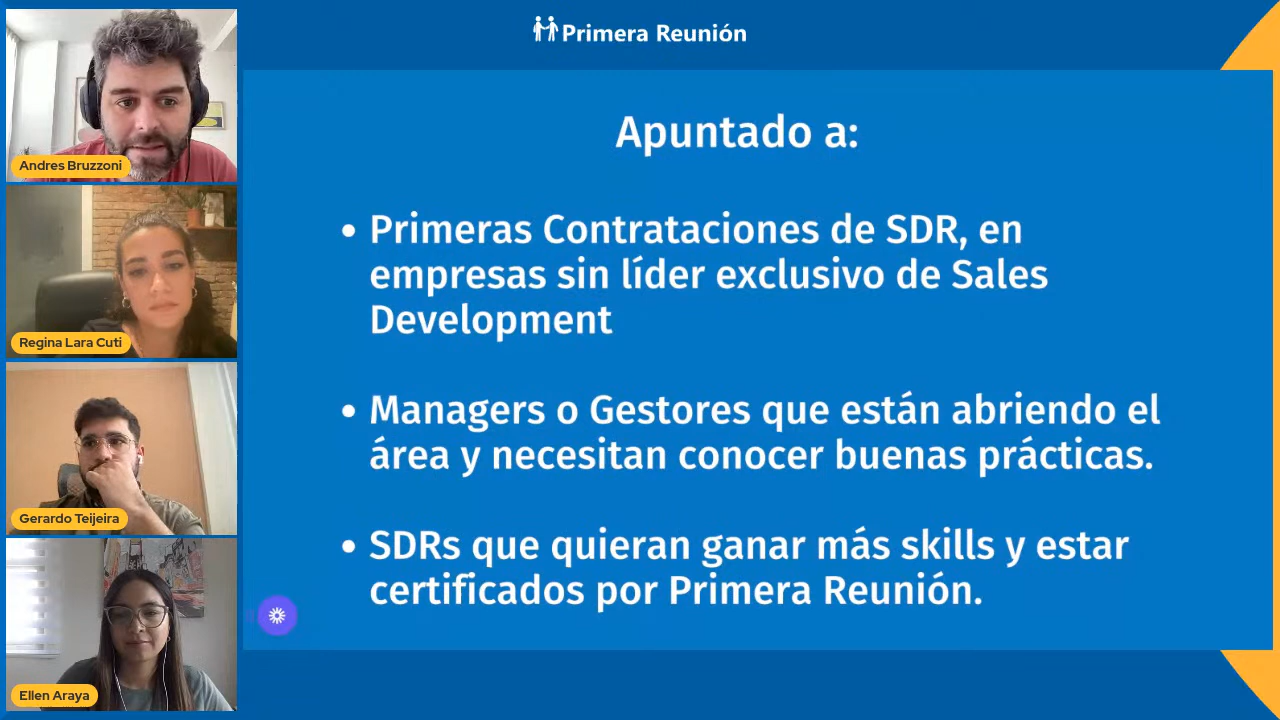 Primera Reunión
Apuntado a:
• Primeras Contrataciones de SDR, en
empresas sin líder exclusivo de Sales
Development
• Managers o Gestores que están abriendo el
área y necesitan conocer buenas prácticas.
• SDRs que quieran ganar más skills y estar
certificados por Primera Reunión.
Andres Bruzzoni
Regina Lara Cuti
Gerardo Teijeira
Ellen Araya